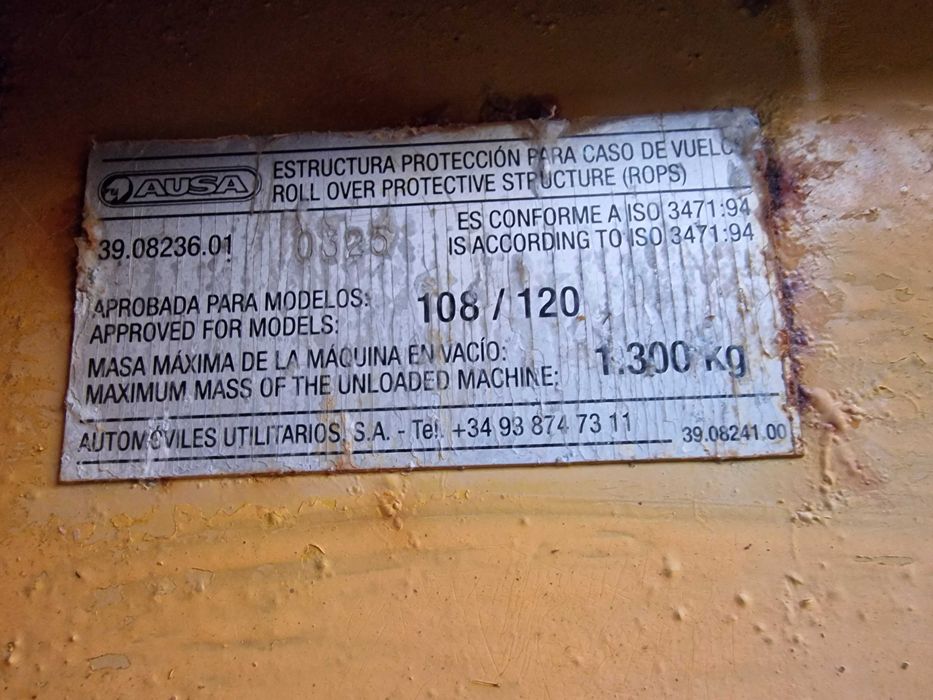 AUSA
ESTRUCTURA PROTECCIÓN PARA CASO DE VUELC
ROLL OVER PROTECTIVE STRUCTURE (ROPS)
ES CONFORME A ISO 3471:94
39.08236.01 0325 IS ACCORDING TO ISO 3471:94
APROBADA PARA MODELOS:
APPROVED FOR MODELS: 108 / 120
MASA MÁXIMA DE LA MÁQUINA EN VACÍO:
MAXIMUM MASS OF THE UNLOADED MACHINE: 1.300 kg
AUTOMÓVILES UTILITARIOS, S.A. - Tel. +34 93 874 73 11
39.08241.00